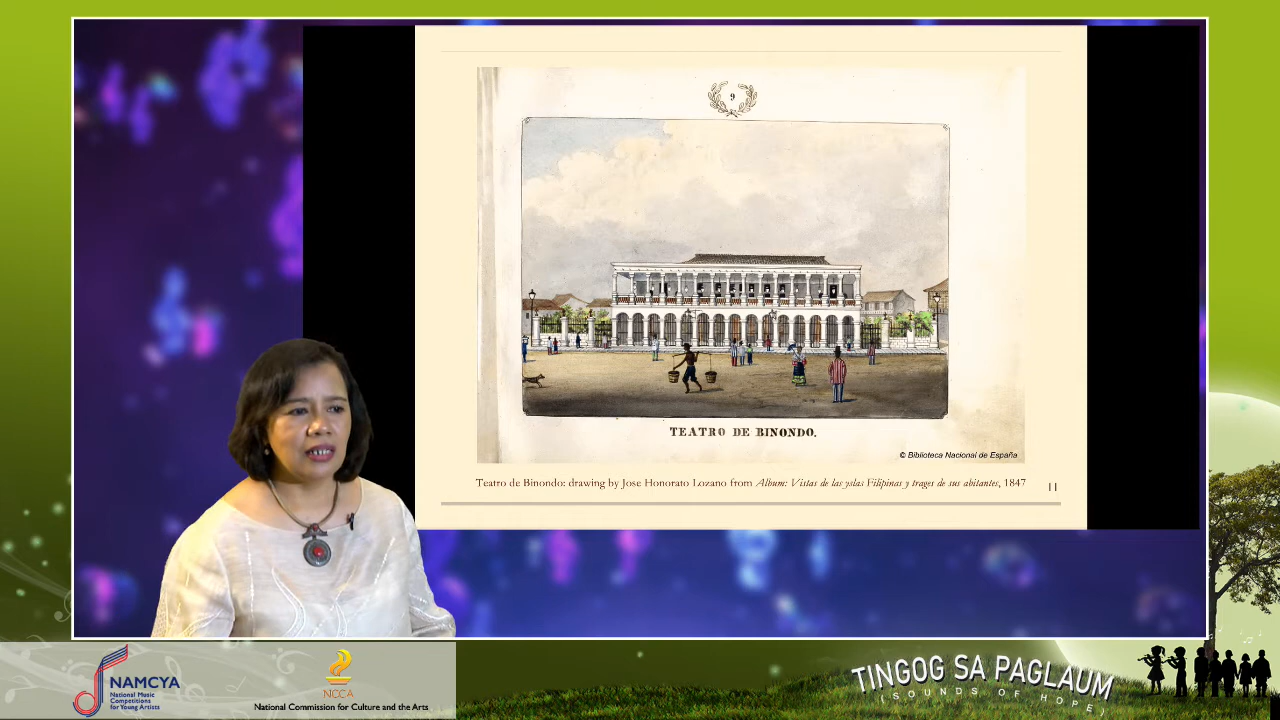 9
TEATRO DE BINONDO.
© Biblioteca Nacional de España
Teatro de Binondo: drawing by Jose Honorato Lozano from Album: Vistas de las yslas Filipinas y trages de sus abitantes, 1847
11
NAMCYA
National Music
Competitions
for Young Artists
NCCA
National Commission for Culture and the Arts
TINGOG SA PAGLAUM
(SOUNDS OF HOPE)